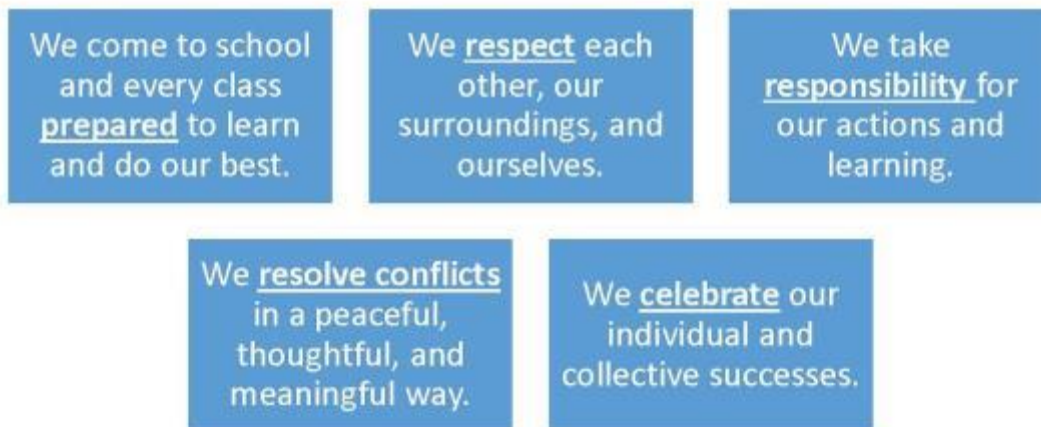 We come to school
and every class
prepared to learn
and do our best.
We respect each
other, our
surroundings, and
ourselves.
We take
responsibility for
our actions and
learning.
We resolve conflicts
in a peaceful,
thoughtful, and
meaningful way.
We celebrate our
individual and
collective successes.